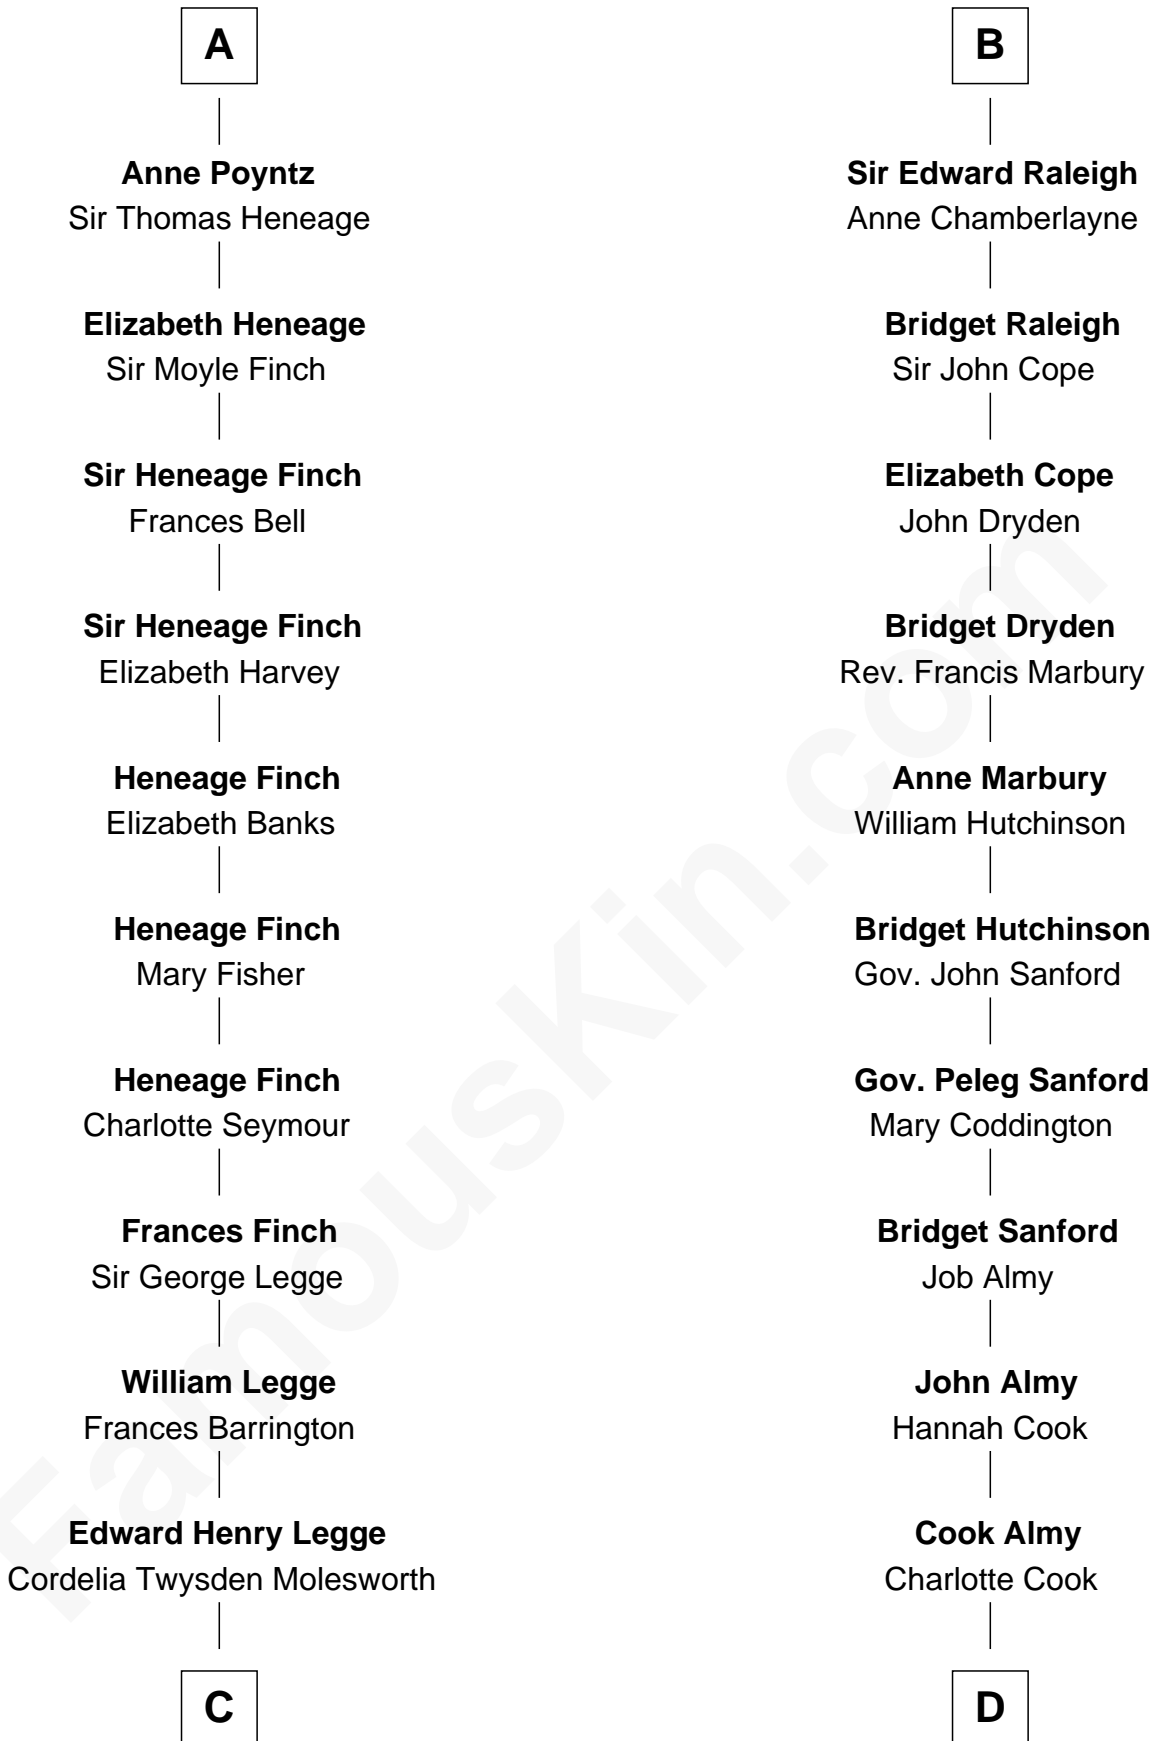 A
Anne Poyntz
Sir Thomas Heneage
Elizabeth Heneage
Sir Moyle Finch
Sir Heneage Finch
Frances Bell
Sir Heneage Finch
Elizabeth Harvey
Heneage Finch
Elizabeth Banks
Heneage Finch
Mary Fisher
Heneage Finch
Charlotte Seymour
Frances Finch
Sir George Legge
William Legge
Frances Barrington
Edward Henry Legge
Cordelia Twysden Molesworth
C
B
Sir Edward Raleigh
Anne Chamberlayne
Bridget Raleigh
Sir John Cope
Elizabeth Cope
John Dryden
Bridget Dryden
Rev. Francis Marbury
Anne Marbury
William Hutchinson
Bridget Hutchinson
Gov. John Sanford
Gov. Peleg Sanford
Mary Coddington
Bridget Sanford
Job Almy
John Almy
Hannah Cook
Cook Almy
Charlotte Cook
D
FamousKin.com